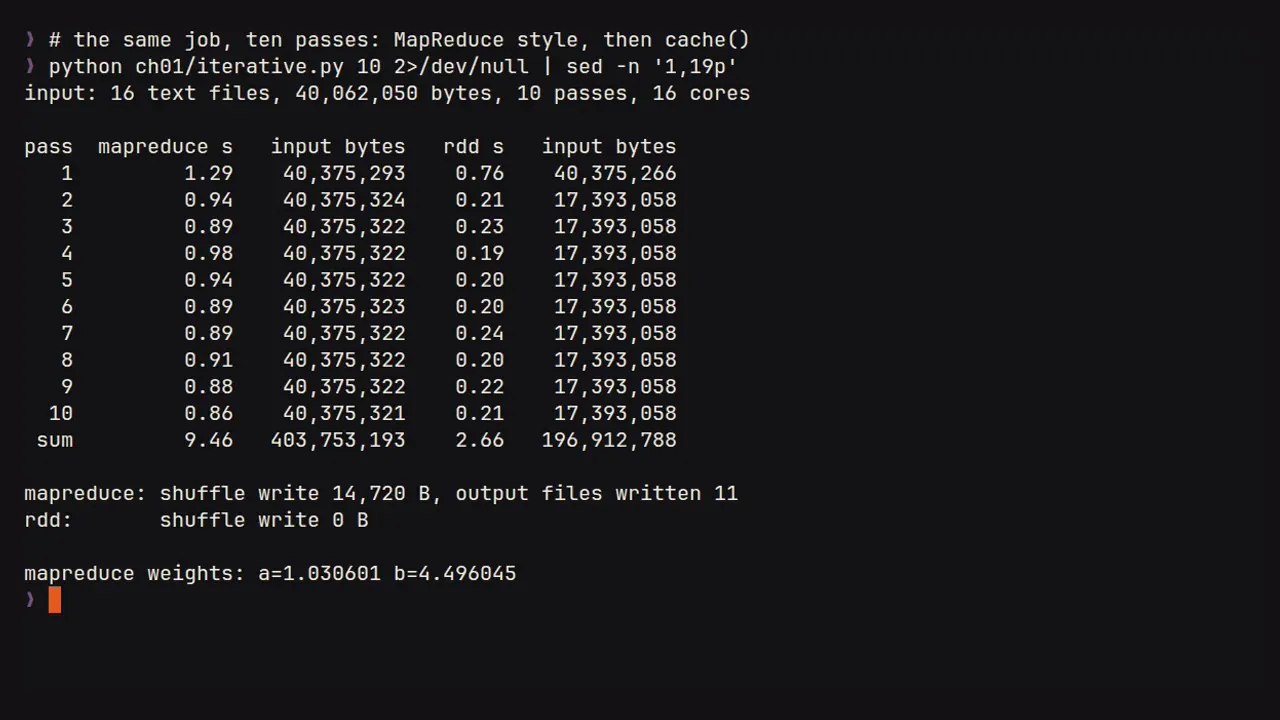 ❯ # the same job, ten passes: MapReduce style, then cache()
❯ python ch01/iterative.py 10 2>/dev/null | sed -n '1,19p'
input: 16 text files, 40,062,050 bytes, 10 passes, 16 cores
pass  mapreduce s   input bytes   rdd s   input bytes
   1         1.29    40,375,293    0.76    40,375,266
   2         0.94    40,375,324    0.21    17,393,058
   3         0.89    40,375,322    0.23    17,393,058
   4         0.98    40,375,322    0.19    17,393,058
   5         0.94    40,375,322    0.20    17,393,058
   6         0.89    40,375,323    0.20    17,393,058
   7         0.89    40,375,322    0.24    17,393,058
   8         0.91    40,375,322    0.20    17,393,058
   9         0.88    40,375,322    0.22    17,393,058
  10         0.86    40,375,321    0.21    17,393,058
 sum         9.46   403,753,193    2.66   196,912,788
mapreduce: shuffle write 14,720 B, output files written 11
rdd:       shuffle write 0 B
mapreduce weights: a=1.030601 b=4.496045
❯